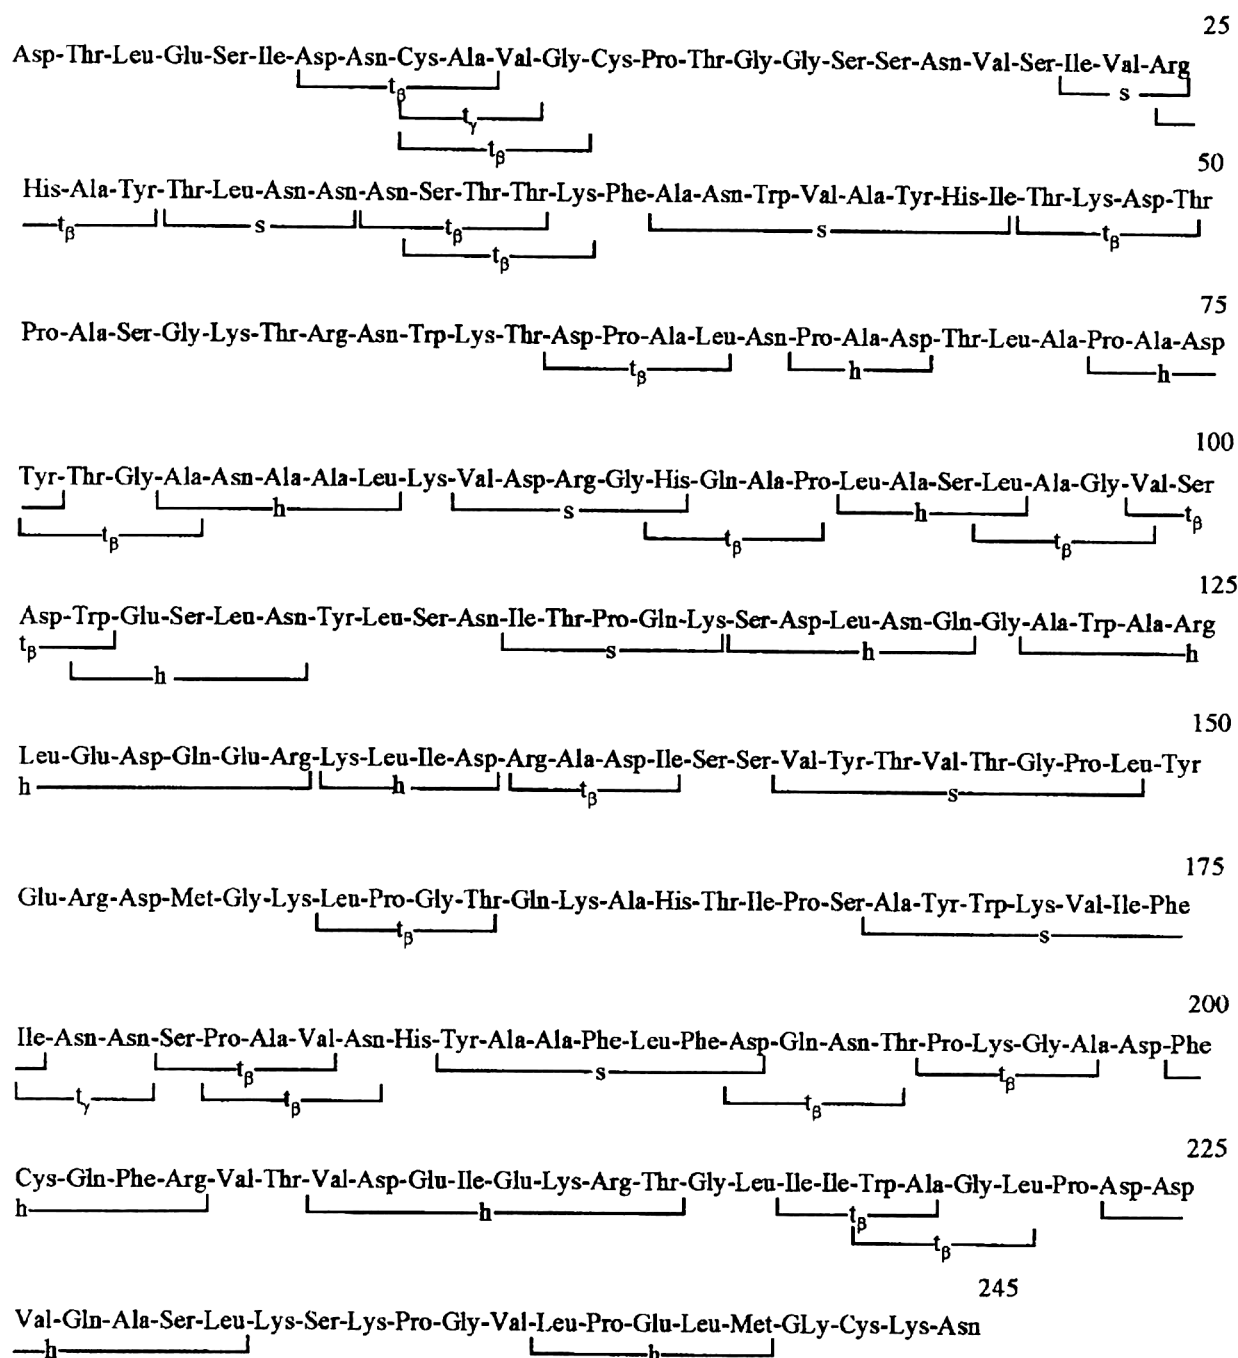 25
Asp-Thr-Leu-Glu-Ser-Ile-Asp-Asn-Cys-Ala-Val-Gly-Cys-Pro-Thr-Gly-Gly-Ser-Ser-Asn-Val-Ser-Ile-Val-Arg
tβ s
tγ
tβ
50
His-Ala-Tyr-Thr-Leu-Asn-Asn-Asn-Ser-Thr-Thr-Lys-Phe-Ala-Asn-Trp-Val-Ala-Tyr-His-Ile-Thr-Lys-Asp-Thr
tβ s tβ s tβ
tβ
75
Pro-Ala-Ser-Gly-Lys-Thr-Arg-Asn-Trp-Lys-Thr-Asp-Pro-Ala-Leu-Asn-Pro-Ala-Asp-Thr-Leu-Ala-Pro-Ala-Asp
tβ h h
100
Tyr-Thr-Gly-Ala-Asn-Ala-Ala-Leu-Lys-Val-Asp-Arg-Gly-His-Gln-Ala-Pro-Leu-Ala-Ser-Leu-Ala-Gly-Val-Ser
h s h tβ
tβ tβ tβ
125
Asp-Trp-Glu-Ser-Leu-Asn-Tyr-Leu-Ser-Asn-Ile-Thr-Pro-Gln-Lys-Ser-Asp-Leu-Asn-Gln-Gly-Ala-Trp-Ala-Arg
tβ s h h
h
150
Leu-Glu-Asp-Gln-Glu-Arg-Lys-Leu-Ile-Asp-Arg-Ala-Asp-Ile-Ser-Ser-Val-Tyr-Thr-Val-Thr-Gly-Pro-Leu-Tyr
h h tβ s
175
Glu-Arg-Asp-Met-Gly-Lys-Leu-Pro-Gly-Thr-Gln-Lys-Ala-His-Thr-Ile-Pro-Ser-Ala-Tyr-Trp-Lys-Val-Ile-Phe
tβ s
200
Ile-Asn-Asn-Ser-Pro-Ala-Val-Asn-His-Tyr-Ala-Ala-Phe-Leu-Phe-Asp-Gln-Asn-Thr-Pro-Lys-Gly-Ala-Asp-Phe
tβ s tβ
tγ tβ tβ
225
Cys-Gln-Phe-Arg-Val-Thr-Val-Asp-Glu-Ile-Glu-Lys-Arg-Thr-Gly-Leu-Ile-Ile-Trp-Ala-Gly-Leu-Pro-Asp-Asp
h h tβ
tβ
245
Val-Gln-Ala-Ser-Leu-Lys-Ser-Lys-Pro-Gly-Val-Leu-Pro-Glu-Leu-Met-GLy-Cys-Lys-Asn
h h